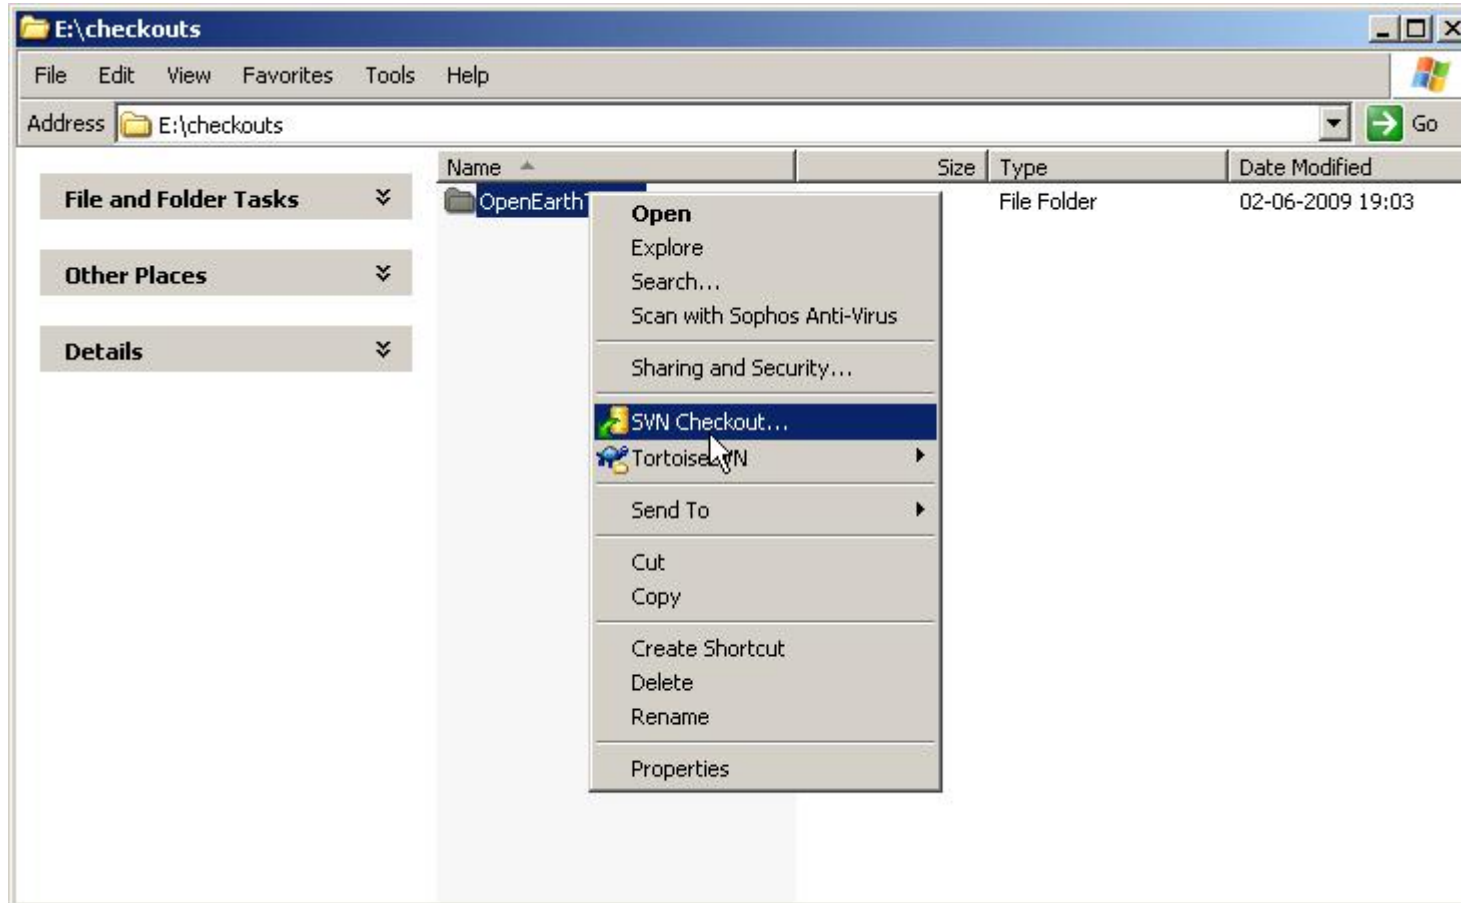 E:\checkouts
File Edit View Favorites Tools Help
Address E:\checkouts Go
Name Size Type Date Modified
File and Folder Tasks
Other Places
Details
File Folder 02-06-2009 19:03
Open
Explore
Search...
Scan with Sophos Anti-Virus
Sharing and Security...
SVN Checkout...
Send To
Cut
Copy
Create Shortcut
Delete
Rename
Properties